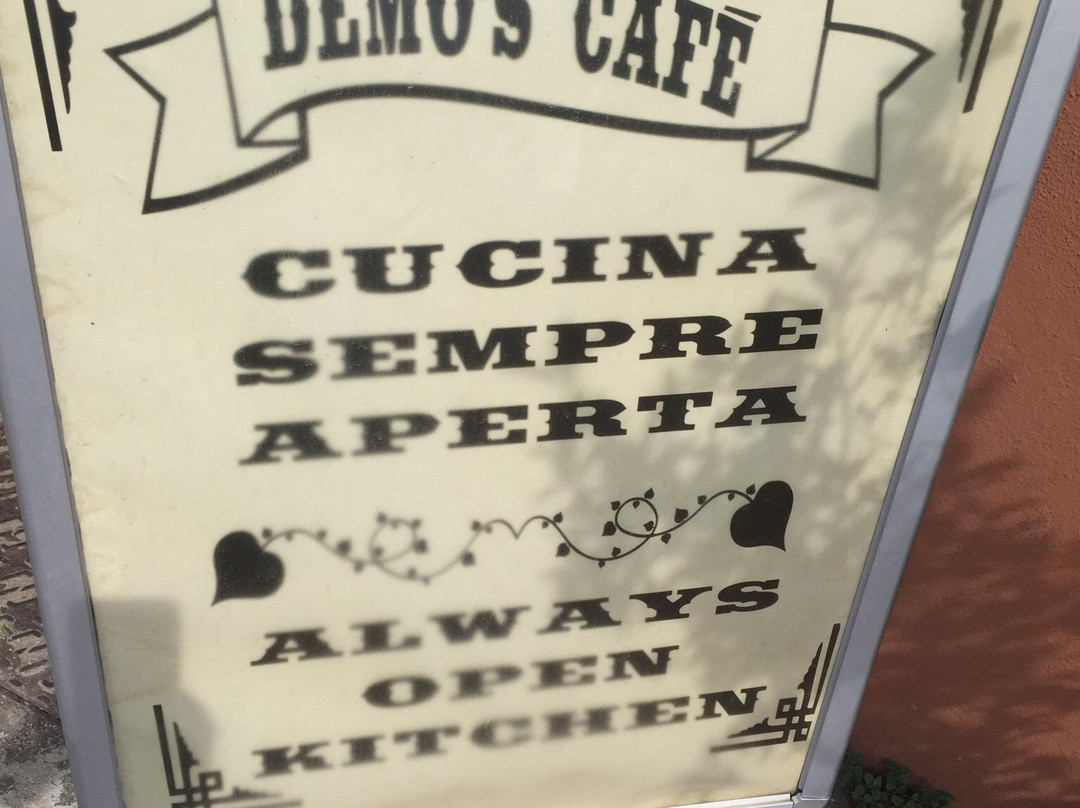 DEMO'S CAFÉ
CUCINA
SEMPRE
APERTA
ALWAYS
OPEN
KITCHEN